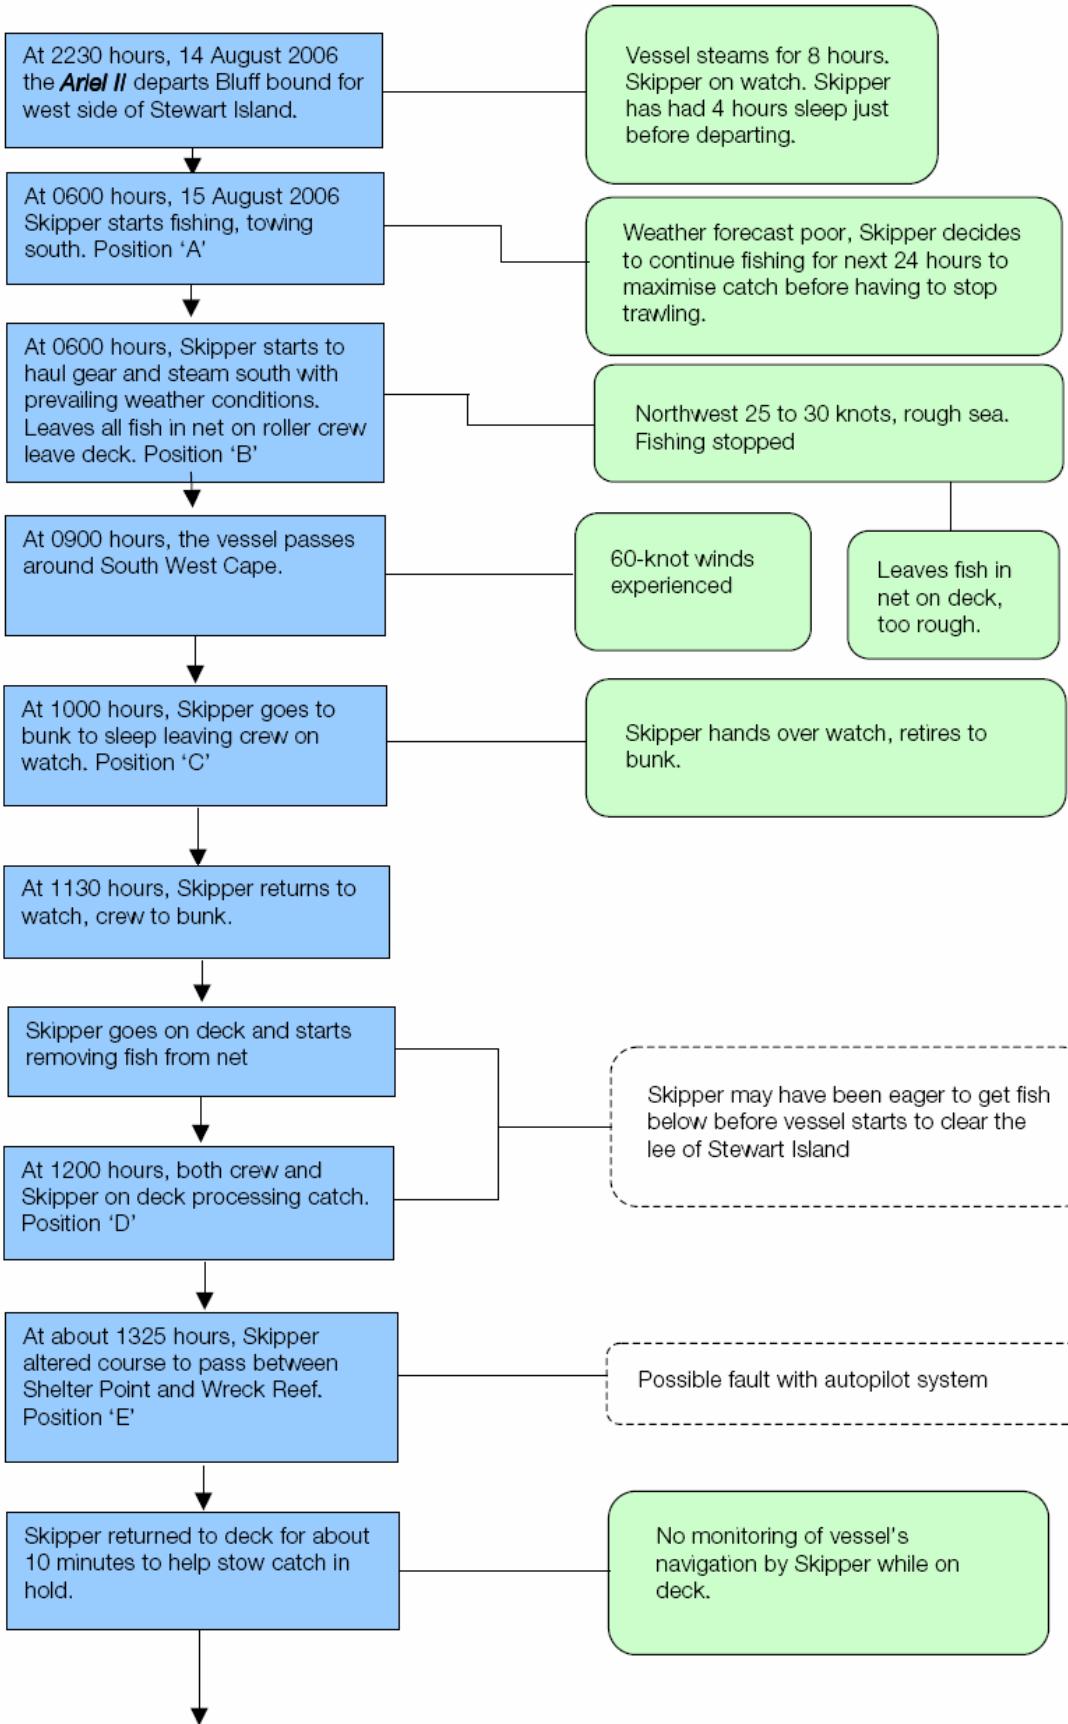 At 2230 hours, 14 August 2006
the Ariel II departs Bluff bound for
west side of Stewart Island.
Vessel steams for 8 hours.
Skipper on watch. Skipper
has had 4 hours sleep just
before departing.
At 0600 hours, 15 August 2006
Skipper starts fishing, towing
south. Position 'A'
Weather forecast poor, Skipper decides
to continue fishing for next 24 hours to
maximise catch before having to stop
trawling.
At 0600 hours, Skipper starts to
haul gear and steam south with
prevailing weather conditions.
Leaves all fish in net on roller crew
leave deck. Position 'B'
Northwest 25 to 30 knots, rough sea.
Fishing stopped
Leaves fish in
net on deck,
too rough.
At 0900 hours, the vessel passes
around South West Cape.
60-knot winds
experienced
At 1000 hours, Skipper goes to
bunk to sleep leaving crew on
watch. Position 'C'
Skipper hands over watch, retires to
bunk.
At 1130 hours, Skipper returns to
watch, crew to bunk.
Skipper goes on deck and starts
removing fish from net
Skipper may have been eager to get fish
below before vessel starts to clear the
lee of Stewart Island
At 1200 hours, both crew and
Skipper on deck processing catch.
Position 'D'
At about 1325 hours, Skipper
altered course to pass between
Shelter Point and Wreck Reef.
Position 'E'
Possible fault with autopilot system
Skipper returned to deck for about
10 minutes to help stow catch in
hold.
No monitoring of vessel's
navigation by Skipper while on
deck.